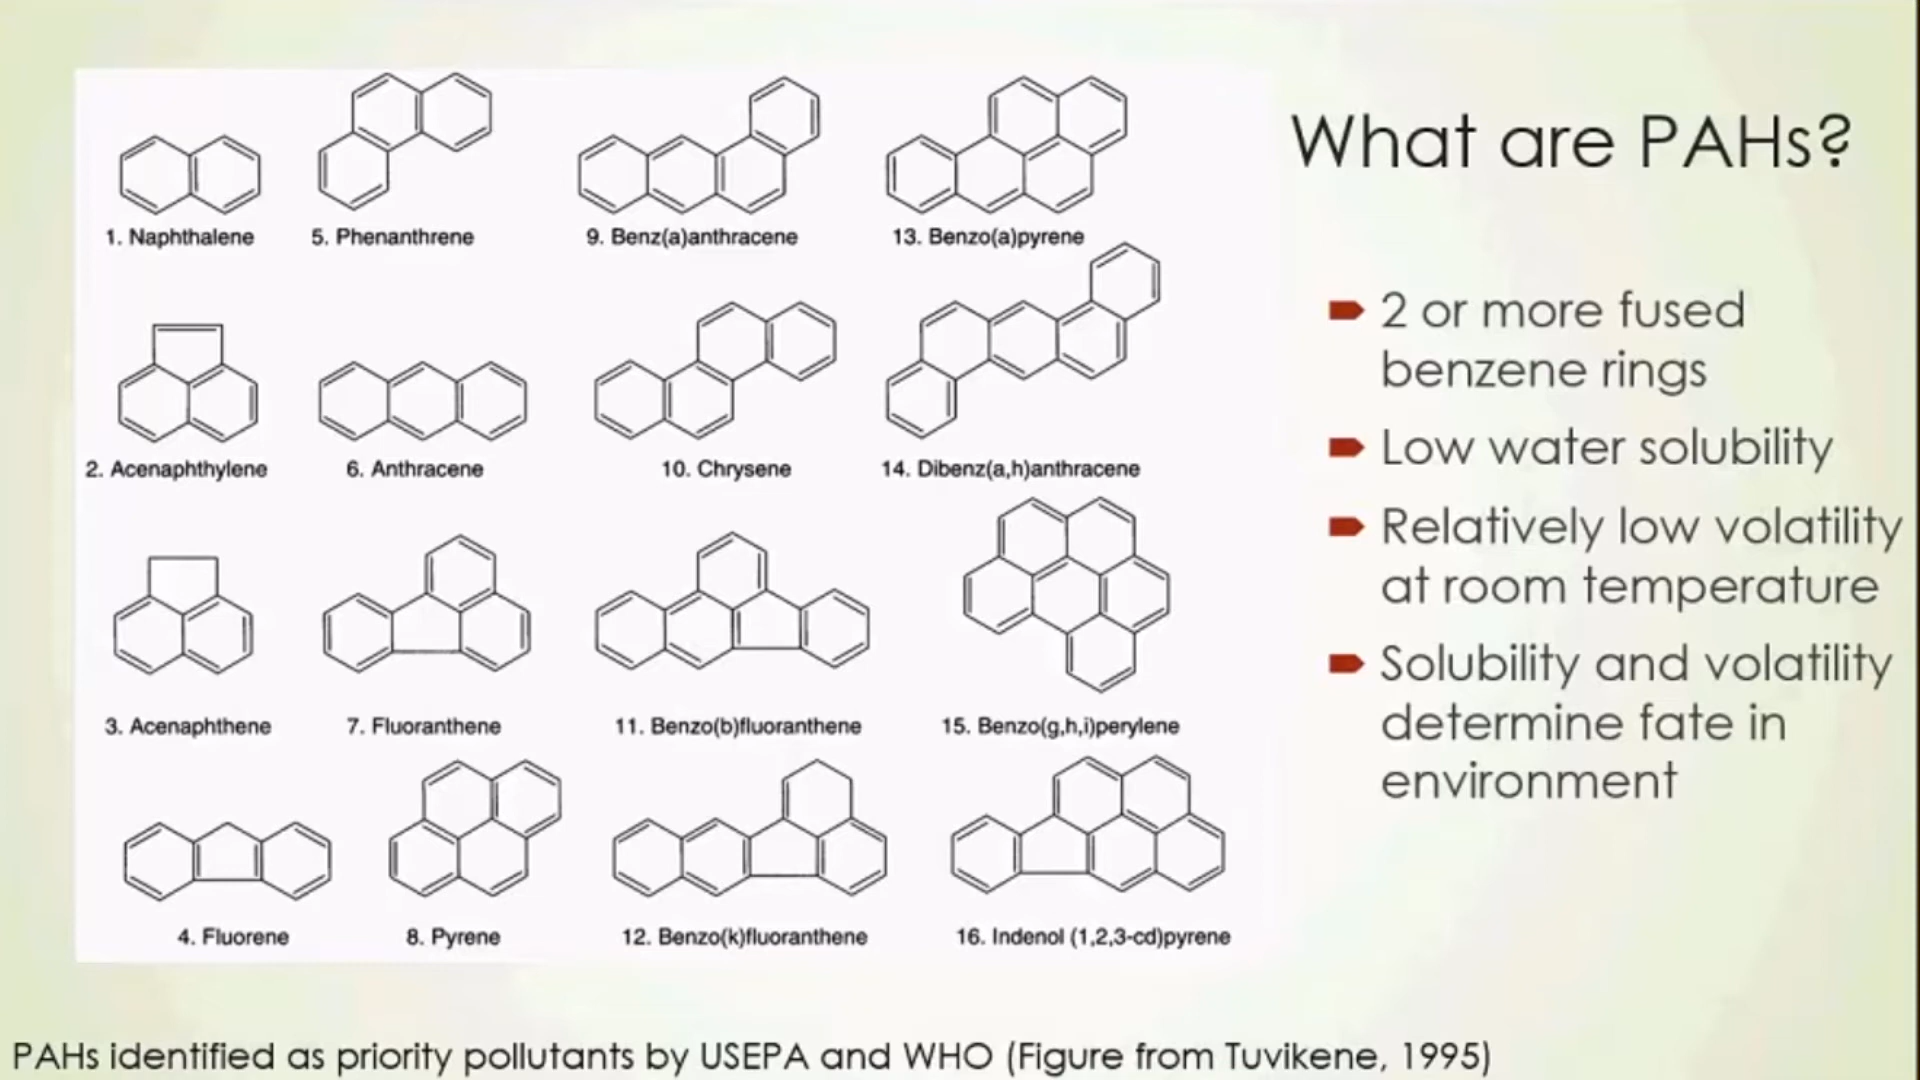 What are PAHs?
1. Naphthalene
5. Phenanthrene
9. Benz(a)anthracene
13. Benzo(a)pyrene
2. Acenaphthylene
6. Anthracene
10. Chrysene
14. Dibenz(a,h)anthracene
3. Acenaphthene
7. Fluoranthene
11. Benzo(b)fluoranthene
15. Benzo(g,h,i)perylene
4. Fluorene
8. Pyrene
12. Benzo(k)fluoranthene
16. Indenol (1,2,3-cd)pyrene
2 or more fused
benzene rings
Low water solubility
Relatively low volatility
at room temperature
Solubility and volatility
determine fate in
environment
PAHs identified as priority pollutants by USEPA and WHO (Figure from Tuvikene, 1995)